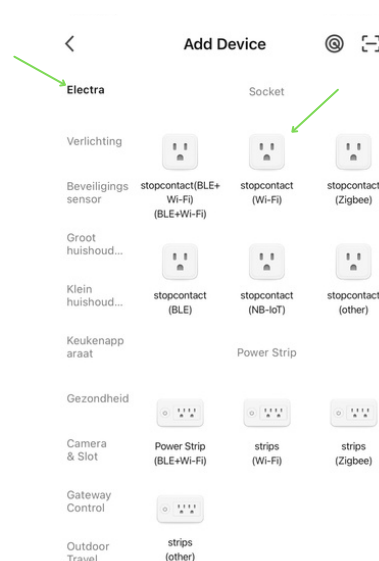 Add Device
Electra
Verlichting
Beveiligings
sensor
Groot
huishoud...
Klein
huishoud...
Keukenapp
araat
Gezondheid
Camera
& Slot
Gateway
Control
Outdoor
Travel
Socket
stopcontact(BLE+
Wi-Fi)
(BLE+Wi-Fi)
stopcontact
(Wi-Fi)
stopcontact
(Zigbee)
stopcontact
(BLE)
stopcontact
(NB-IoT)
stopcontact
(other)
Power Strip
Power Strip
(BLE+Wi-Fi)
strips
(Wi-Fi)
strips
(Zigbee)
strips
(other)